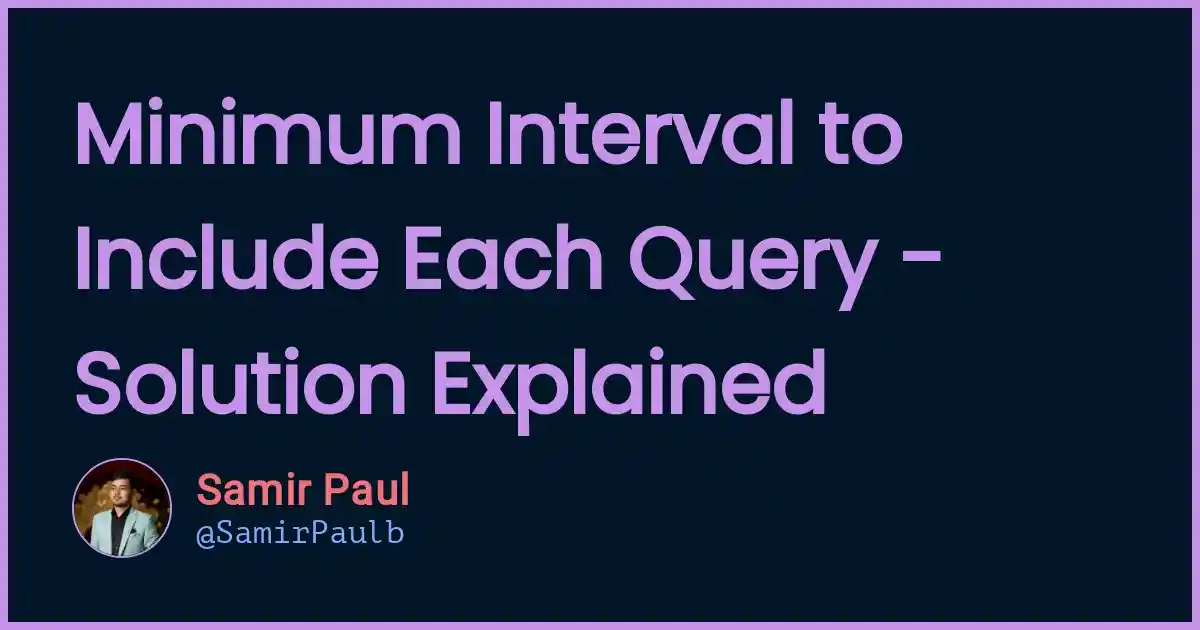 Minimum Interval to
Include Each Query -
Solution Explained
Samir Paul
@SamirPaulb